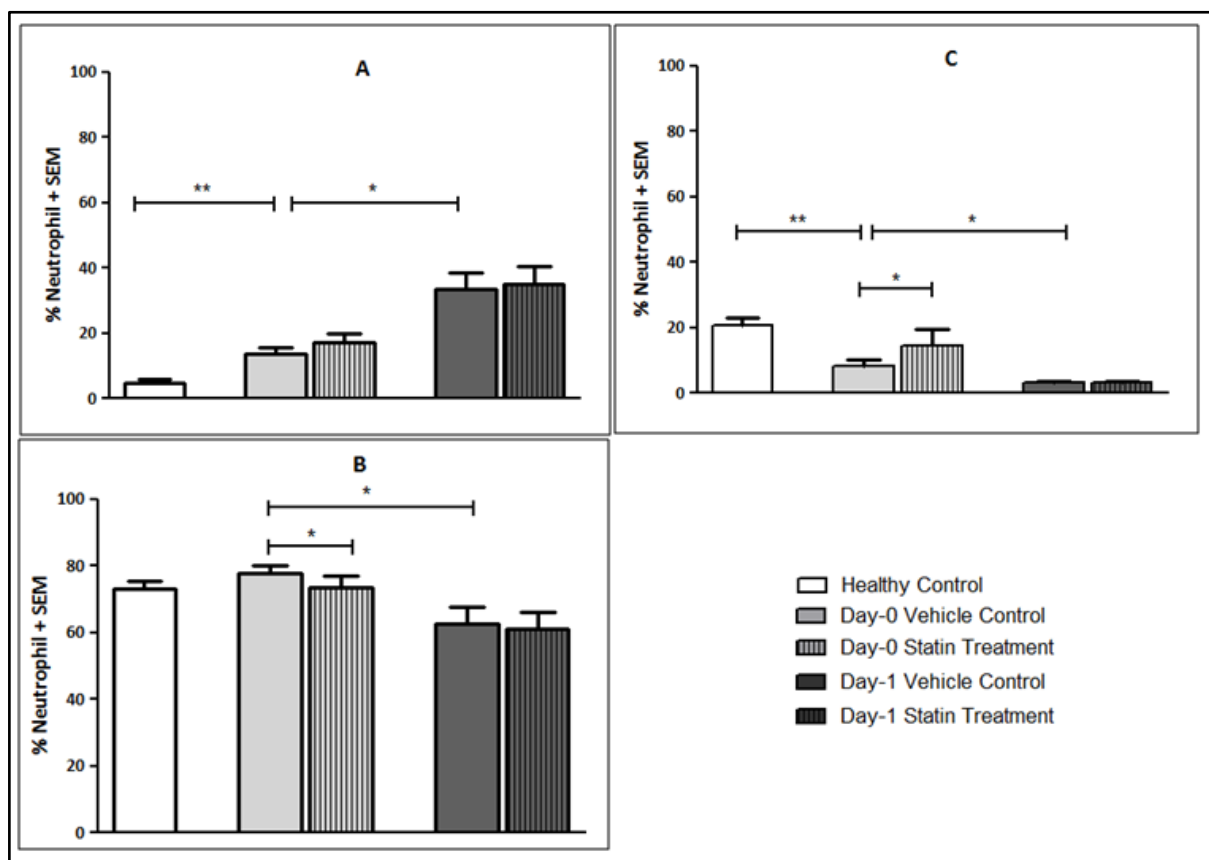 A
% Neutrophil + SEM
100
80
60
40
20
0
**
*
C
% Neutrophil + SEM
100
80
60
40
20
0
**
*
*
B
% Neutrophil + SEM
100
80
60
40
20
0
*
*
Healthy Control
Day-0 Vehicle Control
Day-0 Statin Treatment
Day-1 Vehicle Control
Day-1 Statin Treatment